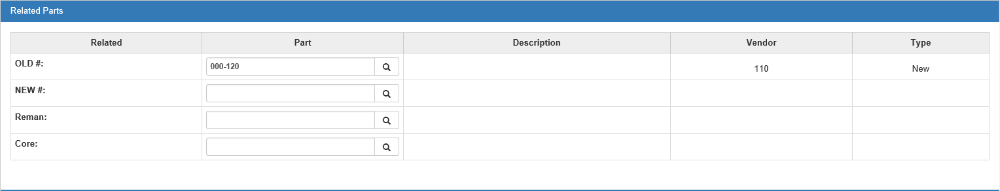 Related Parts
Related Part Description Vendor Type
OLD #: 000-120 110 New
NEW #:
Reman:
Core: